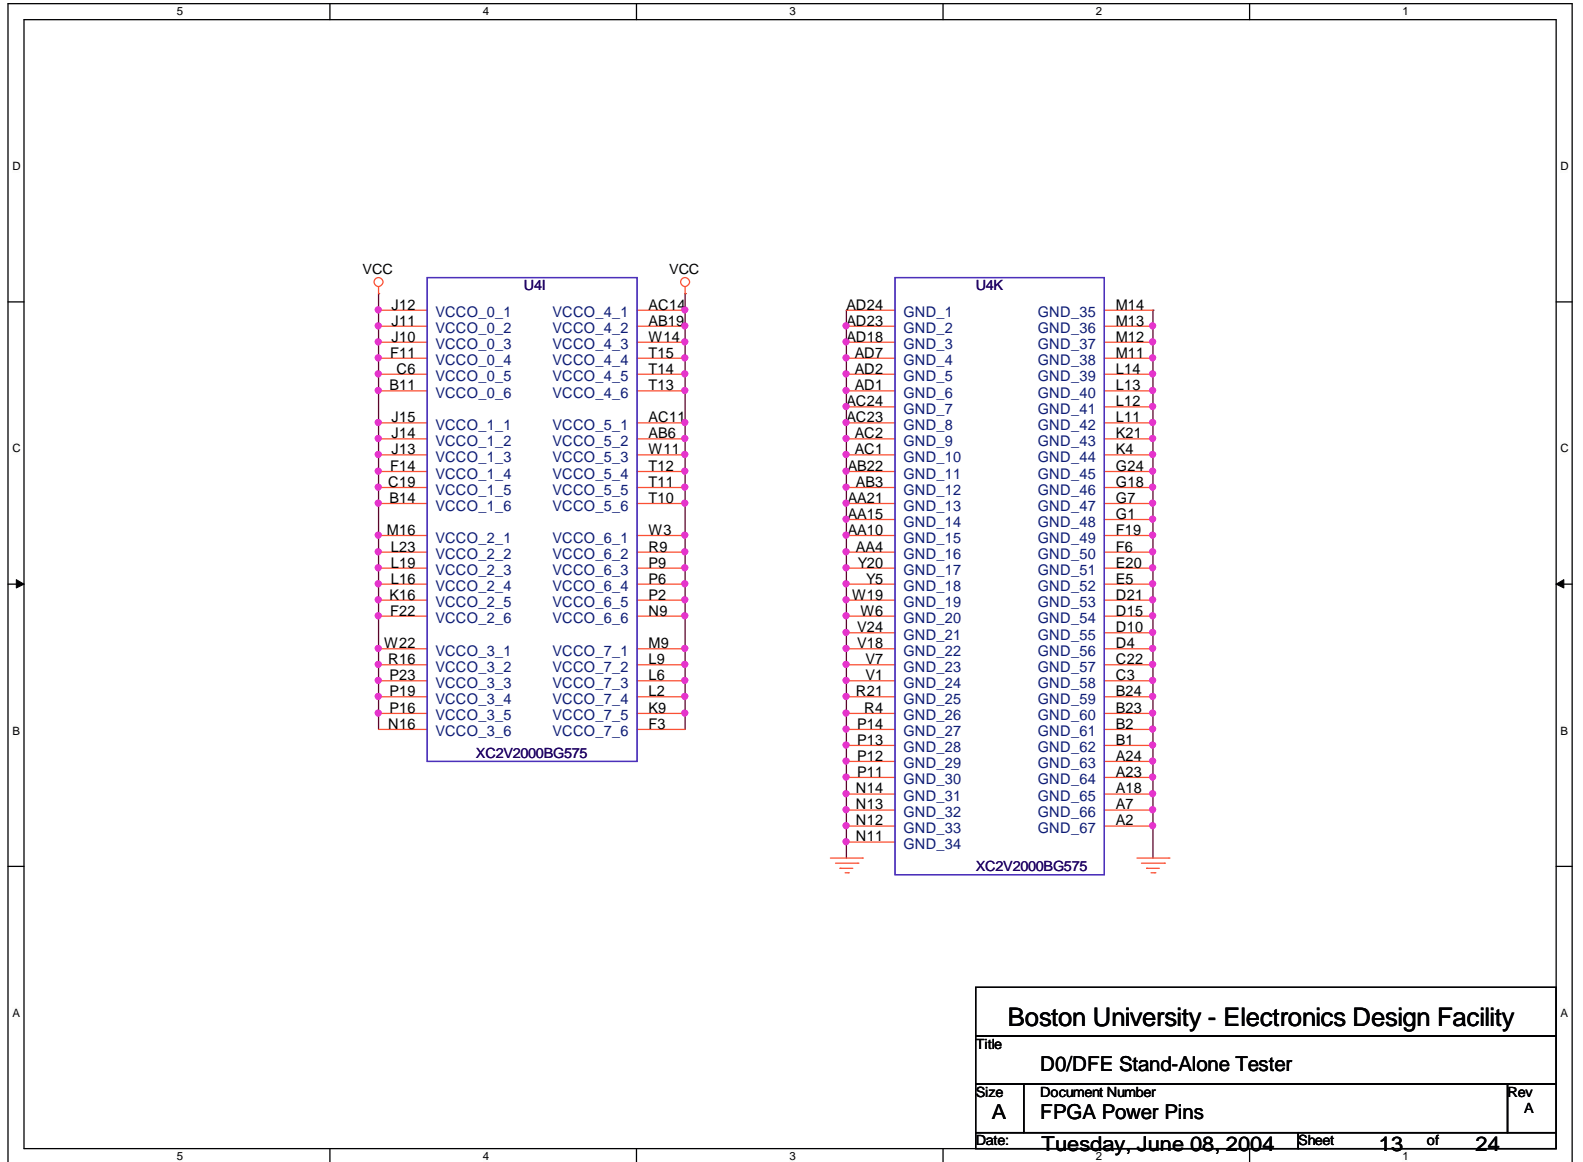 5 4 3 2 1
D D
VCC VCC
U4I U4K
J12 VCCO_0_1 VCCO_4_1 AC14 AD24 GND_1 GND_35 M14
J11 VCCO_0_2 VCCO_4_2 AB19 AD23 GND_2 GND_36 M13
J10 VCCO_0_3 VCCO_4_3 W14 AD18 GND_3 GND_37 M12
F11 VCCO_0_4 VCCO_4_4 T15 AD7 GND_4 GND_38 M11
C6 VCCO_0_5 VCCO_4_5 T14 AD2 GND_5 GND_39 L14
B11 VCCO_0_6 VCCO_4_6 T13 AD1 GND_6 GND_40 L13
AC24 GND_7 GND_41 L12
J15 VCCO_1_1 VCCO_5_1 AC11 AC23 GND_8 GND_42 L11
J14 VCCO_1_2 VCCO_5_2 AB6 AC2 GND_9 GND_43 K21
C C
J13 VCCO_1_3 VCCO_5_3 W11 AC1 GND_10 GND_44 K4
F14 VCCO_1_4 VCCO_5_4 T12 AB22 GND_11 GND_45 G24
C19 VCCO_1_5 VCCO_5_5 T11 AB3 GND_12 GND_46 G18
B14 VCCO_1_6 VCCO_5_6 T10 AA21 GND_13 GND_47 G7
AA15 GND_14 GND_48 G1
M16 VCCO_2_1 VCCO_6_1 W3 AA10 GND_15 GND_49 F19
L23 VCCO_2_2 VCCO_6_2 R9 AA4 GND_16 GND_50 F6
L19 VCCO_2_3 VCCO_6_3 P9 Y20 GND_17 GND_51 E20
L16 VCCO_2_4 VCCO_6_4 P6 Y5 GND_18 GND_52 E5
K16 VCCO_2_5 VCCO_6_5 P2 W19 GND_19 GND_53 D21
F22 VCCO_2_6 VCCO_6_6 N9 W6 GND_20 GND_54 D15
V24 GND_21 GND_55 D10
W22 VCCO_3_1 VCCO_7_1 M9 V18 GND_22 GND_56 D4
R16 VCCO_3_2 VCCO_7_2 L9 V7 GND_23 GND_57 C22
P23 VCCO_3_3 VCCO_7_3 L6 V1 GND_24 GND_58 C3
P19 VCCO_3_4 VCCO_7_4 L2 R21 GND_25 GND_59 B24
P16 VCCO_3_5 VCCO_7_5 K9 R4 GND_26 GND_60 B23
N16 VCCO_3_6 VCCO_7_6 F3 P14 GND_27 GND_61 B2
B B
P13 GND_28 GND_62 B1
XC2V2000BG575 P12 GND_29 GND_63 A24
P11 GND_30 GND_64 A23
N14 GND_31 GND_65 A18
N13 GND_32 GND_66 A7
N12 GND_33 GND_67 A2
N11 GND_34
XC2V2000BG575
A A
Boston University - Electronics Design Facility
Title
D0/DFE Stand-Alone Tester
Size Document Number Rev
A FPGA Power Pins A
Date: Tuesday, June 08, 2004 Sheet 13 of 24
5 4 3 2 1